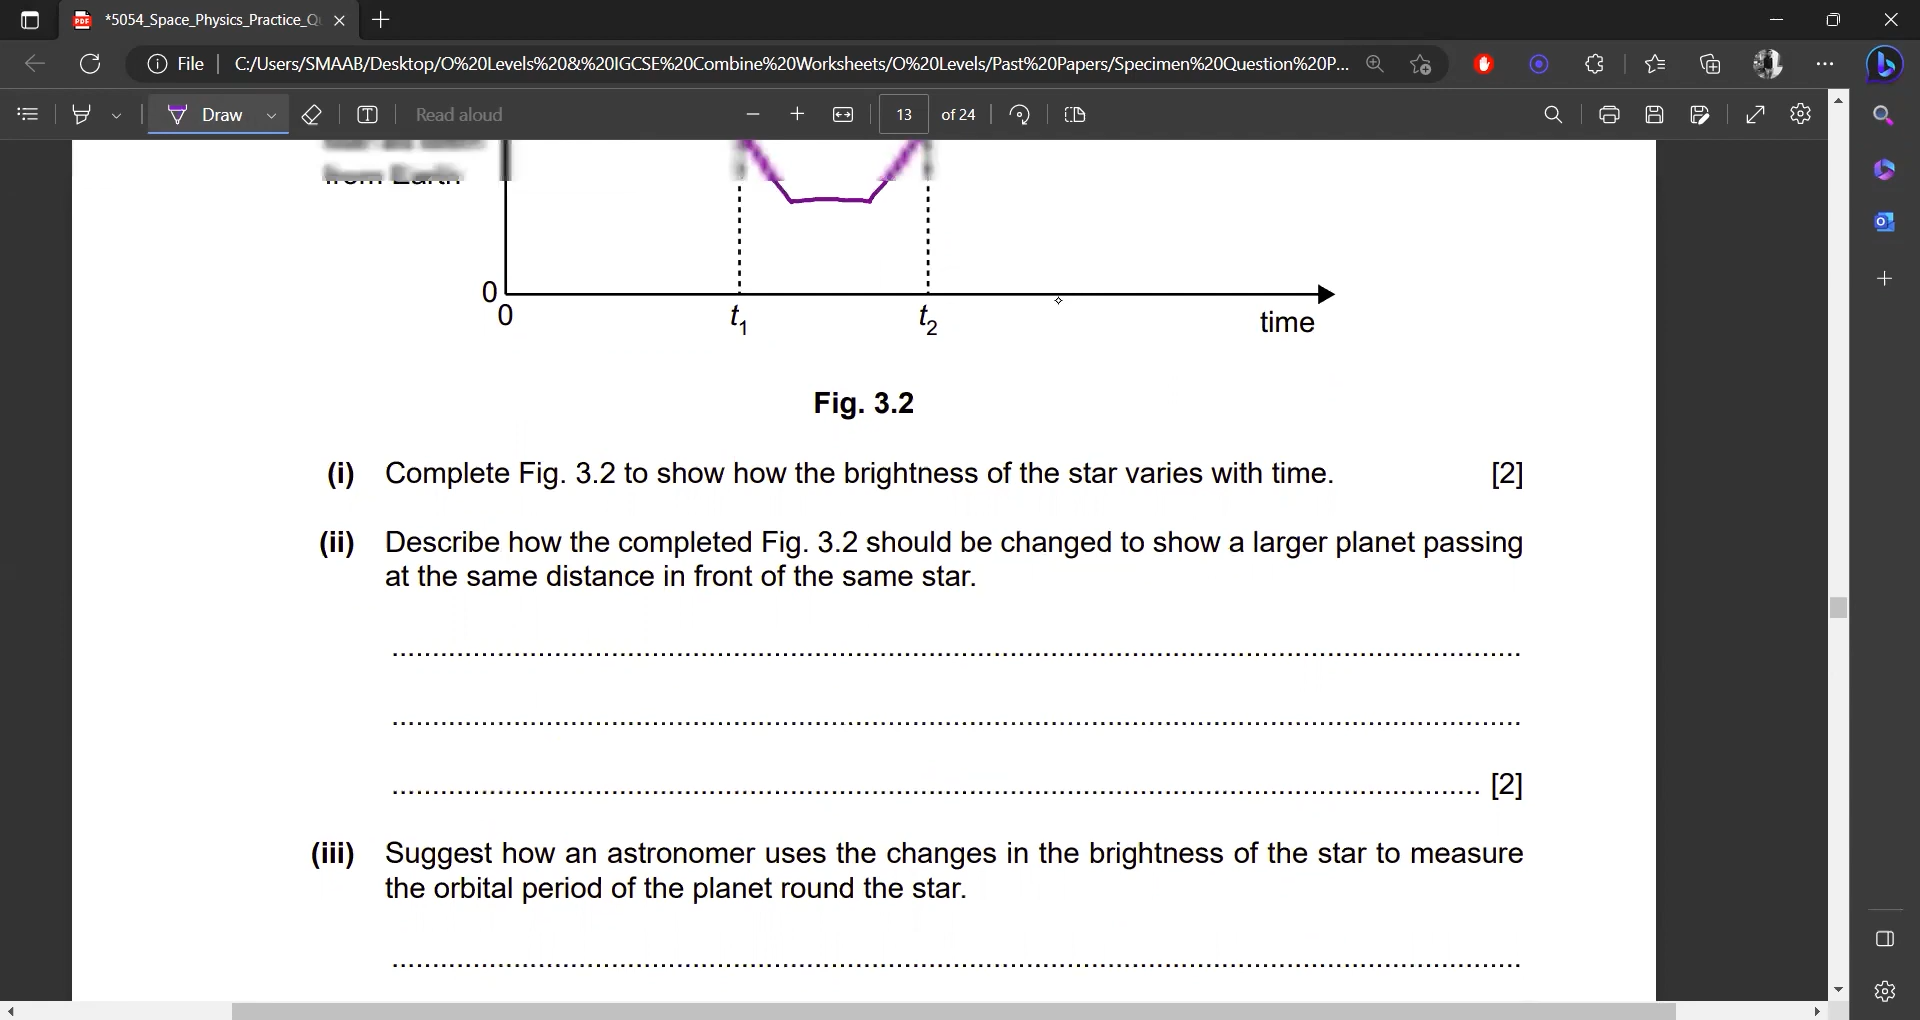 *5054_Space_Physics_Practice_Q
File
C:/Users/SMAAB/Desktop/O%20Levels%20&%20IGCSE%20Combine%20Worksheets/O%20Levels/Past%20Papers/Specimen%20Question%20P...
Draw
Read aloud
13 of 24
from Earth
0
0
t1
t2
time
Fig. 3.2
(i) Complete Fig. 3.2 to show how the brightness of the star varies with time. [2]
(ii) Describe how the completed Fig. 3.2 should be changed to show a larger planet passing
at the same distance in front of the same star.
[2]
(iii) Suggest how an astronomer uses the changes in the brightness of the star to measure
the orbital period of the planet round the star.